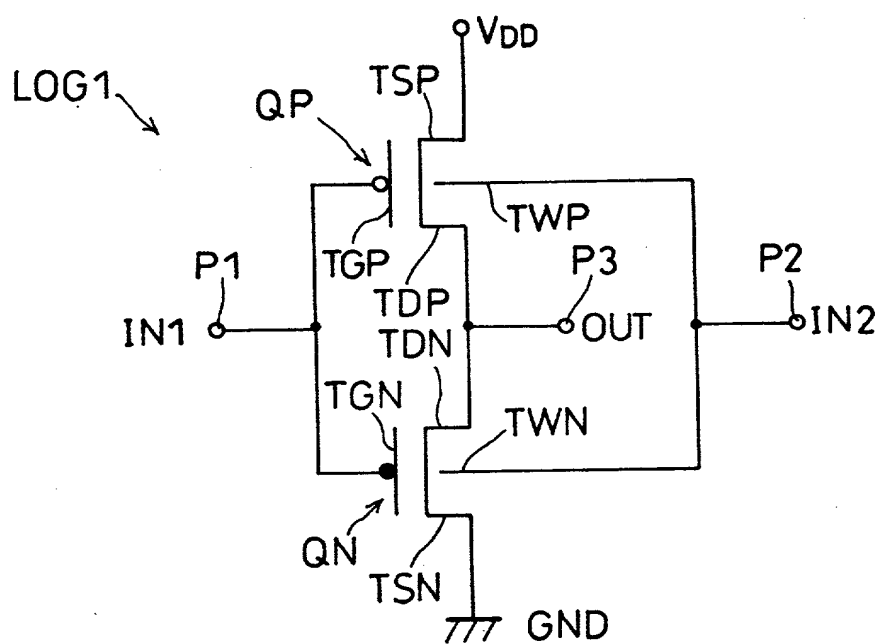 VDD
TSP
LOG1
QP
TWP
TGP
P1
P3
P2
TDP
IN1
OUT
IN2
TDN
TGN
TWN
QN
TSN
GND